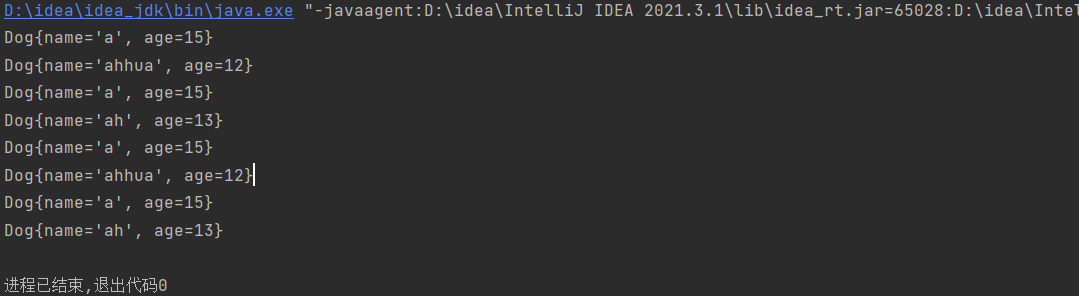 D:\idea\idea_jdk\bin\java.exe "-javaagent:D:\idea\IntelliJ IDEA 2021.3.1\lib\idea_rt.jar=65028:D:\idea\Inte
Dog{name='a', age=15}
Dog{name='ahhua', age=12}
Dog{name='a', age=15}
Dog{name='ah', age=13}
Dog{name='a', age=15}
Dog{name='ahhua', age=12}
Dog{name='a', age=15}
Dog{name='ah', age=13}
进程已结束,退出代码0